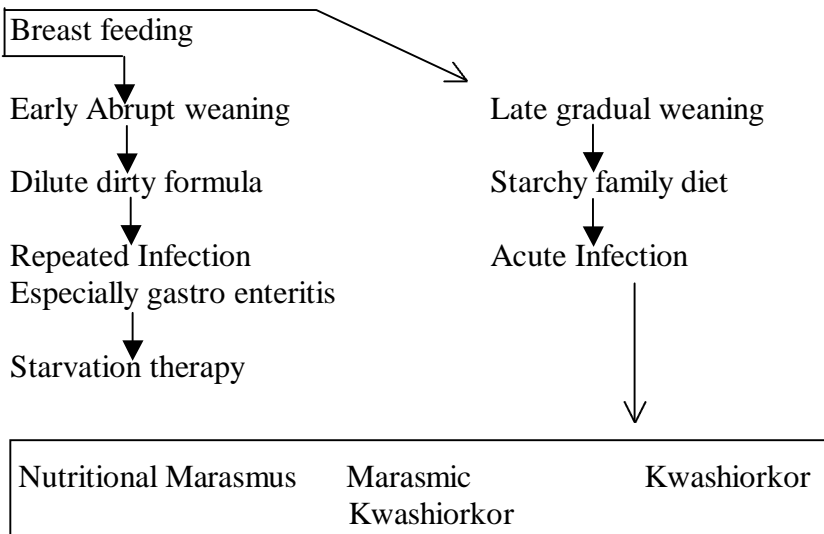 Breast feeding
Early Abrupt weaning
Late gradual weaning
Dilute dirty formula
Starchy family diet
Repeated Infection
Especially gastro enteritis
Acute Infection
Starvation therapy
Nutritional Marasmus
Marasmic
Kwashiorkor
Kwashiorkor